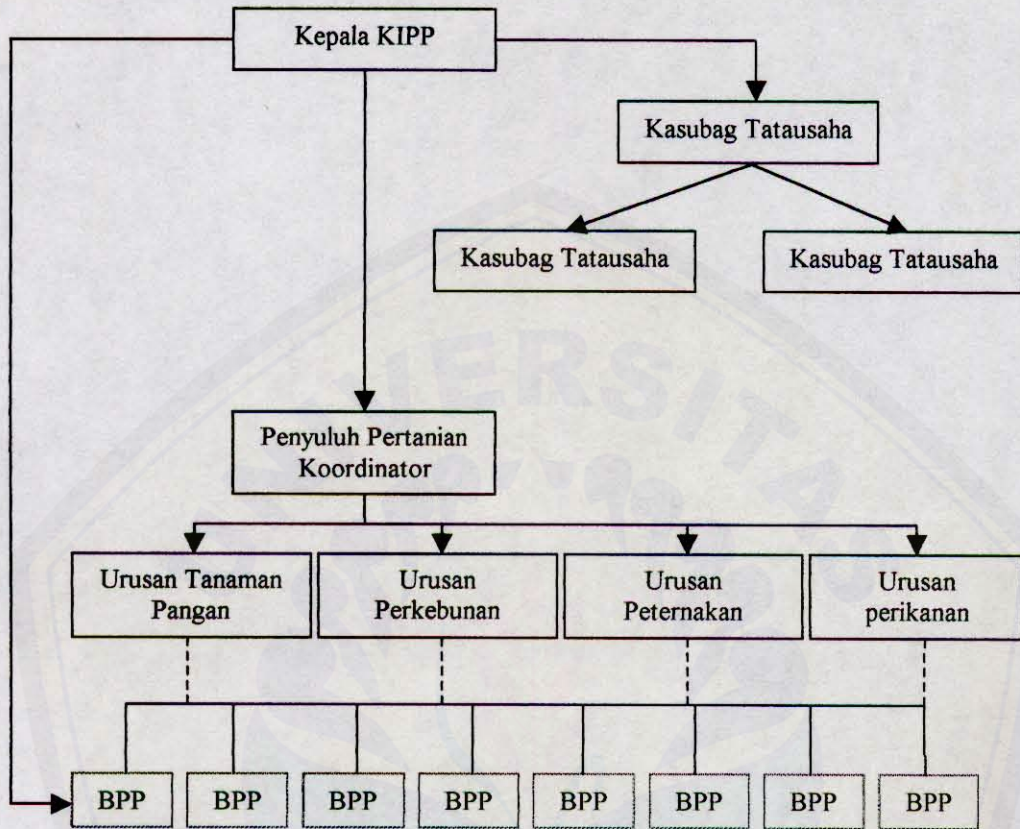 Kepala KIPP
Kasubag Tatausaha
Kasubag Tatausaha
Kasubag Tatausaha
UNIVERSITAS
Penyuluh Pertanian
Koordinator
Urusan Tanaman
Pangan
Urusan
Perkebunan
Urusan
Peternakan
Urusan
perikanan
BPP
BPP
BPP
BPP
BPP
BPP
BPP
BPP